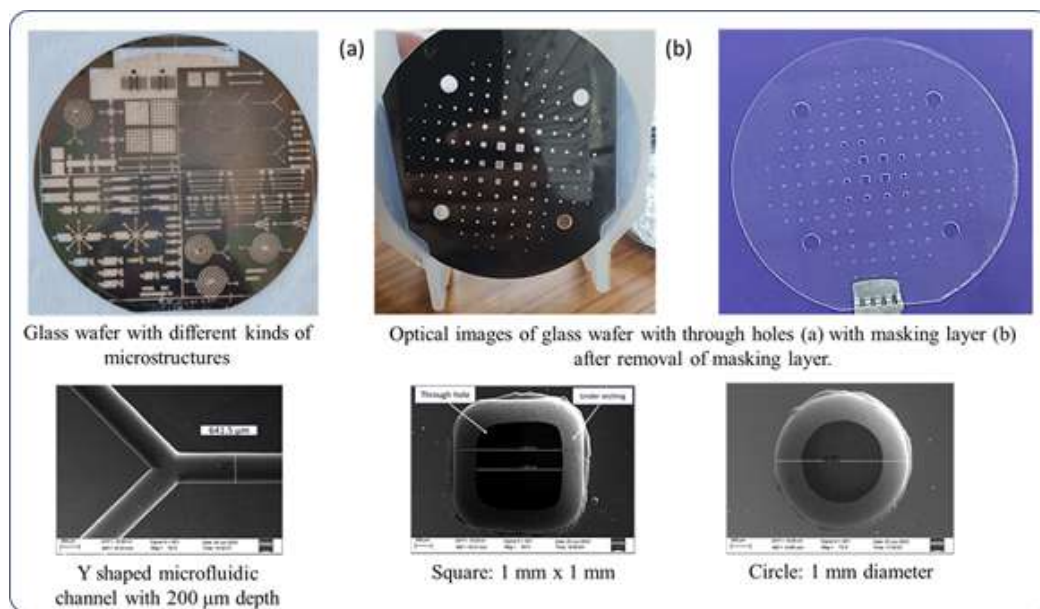 (a)
(b)
Glass wafer with different kinds of
microstructures
Optical images of glass wafer with through holes (a) with masking layer (b)
after removal of masking layer.
641.5 μm
Through hole
Under etching
Y shaped microfluidic
channel with 200 μm depth
Square: 1 mm x 1 mm
Circle: 1 mm diameter